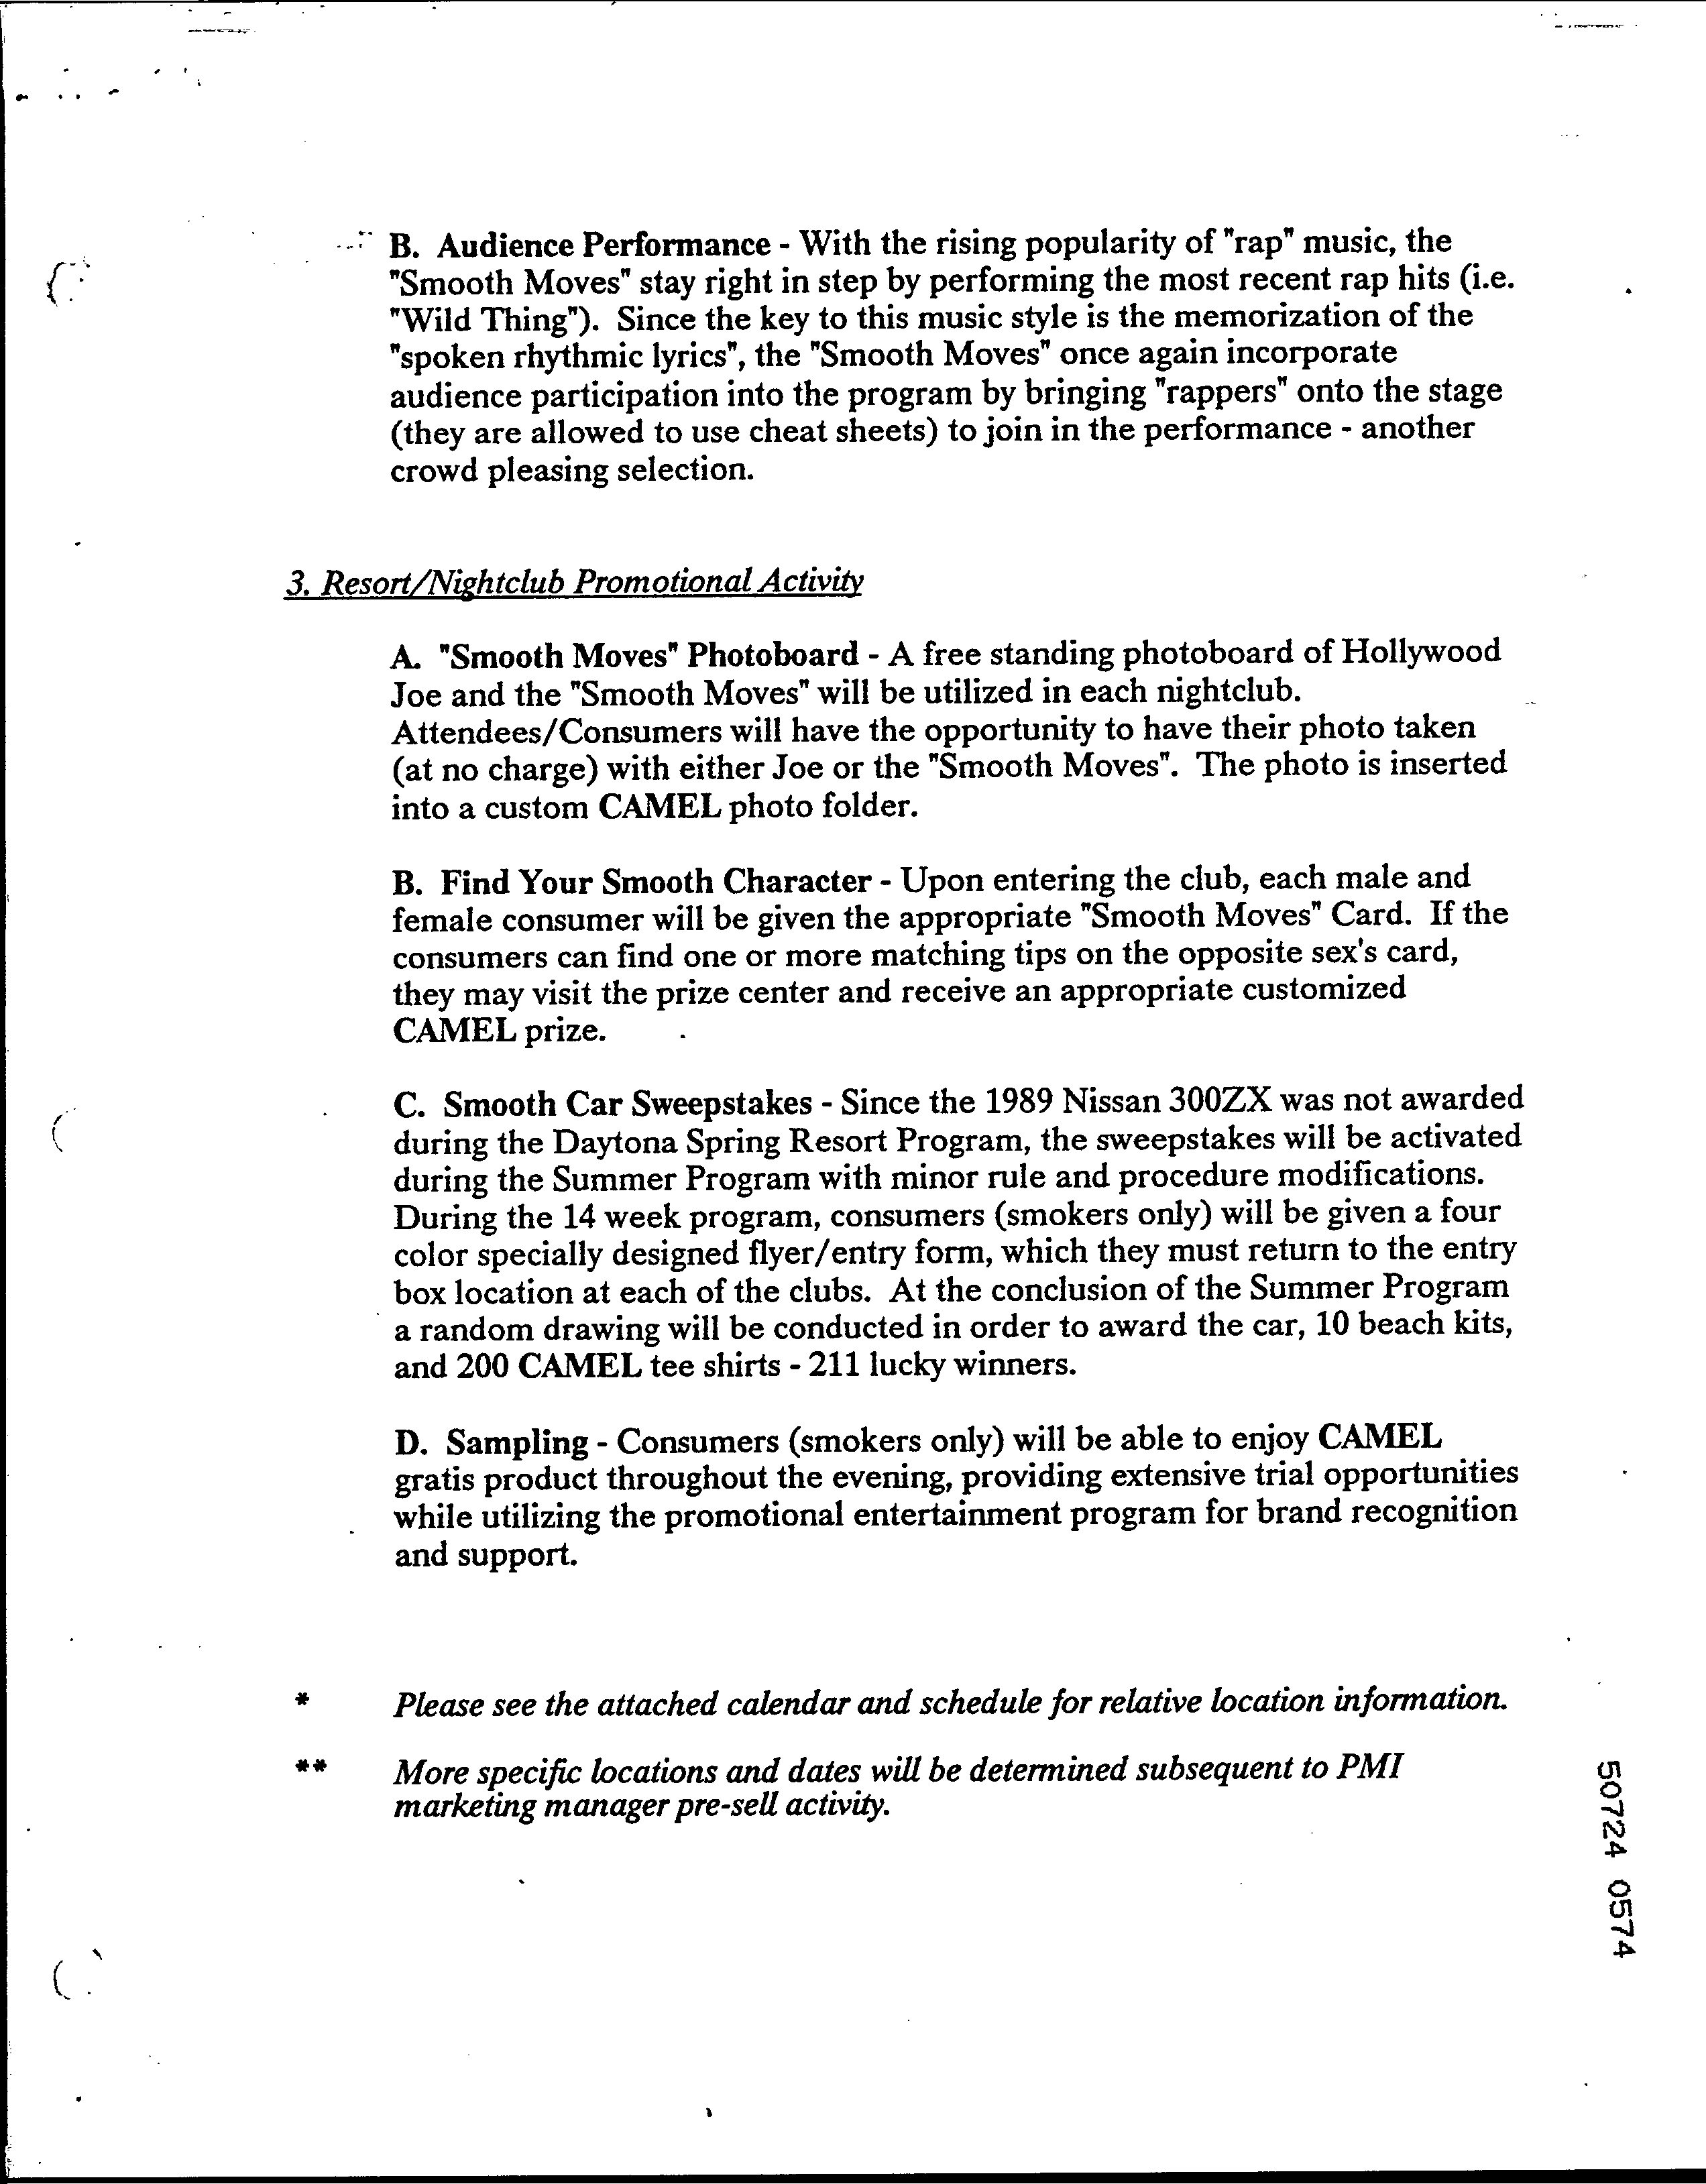 B. Audience Performance - With the rising popularity of "rap" music, the
"Smooth Moves" stay right in step by performing the most recent rap hits (i.e.
"Wild Thing"). Since the key to this music style is the memorization of the
"spoken rhythmic lyrics", the "Smooth Moves" once again incorporate
audience participation into the program by bringing "rappers" onto the stage
(they are allowed to use cheat sheets) to join in the performance - another
crowd pleasing selection.
3. Resort/Nightclub Promotional Activity
A. "Smooth Moves" Photoboard - A free standing photoboard of Hollywood
Joe and the "Smooth Moves" will be utilized in each nightclub.
Attendees/Consumers will have the opportunity to have their photo taken
(at no charge) with either Joe or the "Smooth Moves". The photo is inserted
into a custom CAMEL photo folder.
B. Find Your Smooth Character - Upon entering the club, each male and
female consumer will be given the appropriate "Smooth Moves" Card. If the
consumers can find one or more matching tips on the opposite sex's card,
they may visit the prize center and receive an appropriate customized
CAMEL prize.
C. Smooth Car Sweepstakes - Since the 1989 Nissan 300ZX was not awarded
during the Daytona Spring Resort Program, the sweepstakes will be activated
during the Summer Program with minor rule and procedure modifications.
During the 14 week program, consumers (smokers only) will be given a four
color specially designed flyer/entry form, which they must return to the entry
box location at each of the clubs. At the conclusion of the Summer Program
a random drawing will be conducted in order to award the car, 10 beach kits,
and 200 CAMEL tee shirts - 211 lucky winners.
D. Sampling - Consumers (smokers only) will be able to enjoy CAMEL
gratis product throughout the evening, providing extensive trial opportunities
while utilizing the promotional entertainment program for brand recognition
and support.
* Please see the attached calendar and schedule for relative location information.
** More specific locations and dates will be determined subsequent to PMI
marketing manager pre-sell activity.
50724 0574